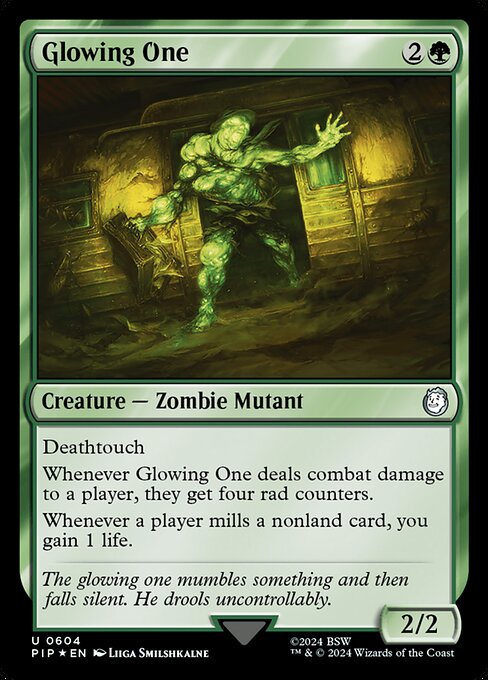 Glowing One 2
Creature — Zombie Mutant
Deathtouch
Whenever Glowing One deals combat damage
to a player, they get four rad counters.
Whenever a player mills a nonland card, you
gain 1 life.
The glowing one mumbles something and then
falls silent. He drools uncontrollably.
2/2
U 0604
PIP★EN Liiga Smilshkalne
©2024 BSW
™ & © 2024 Wizards of the Coast